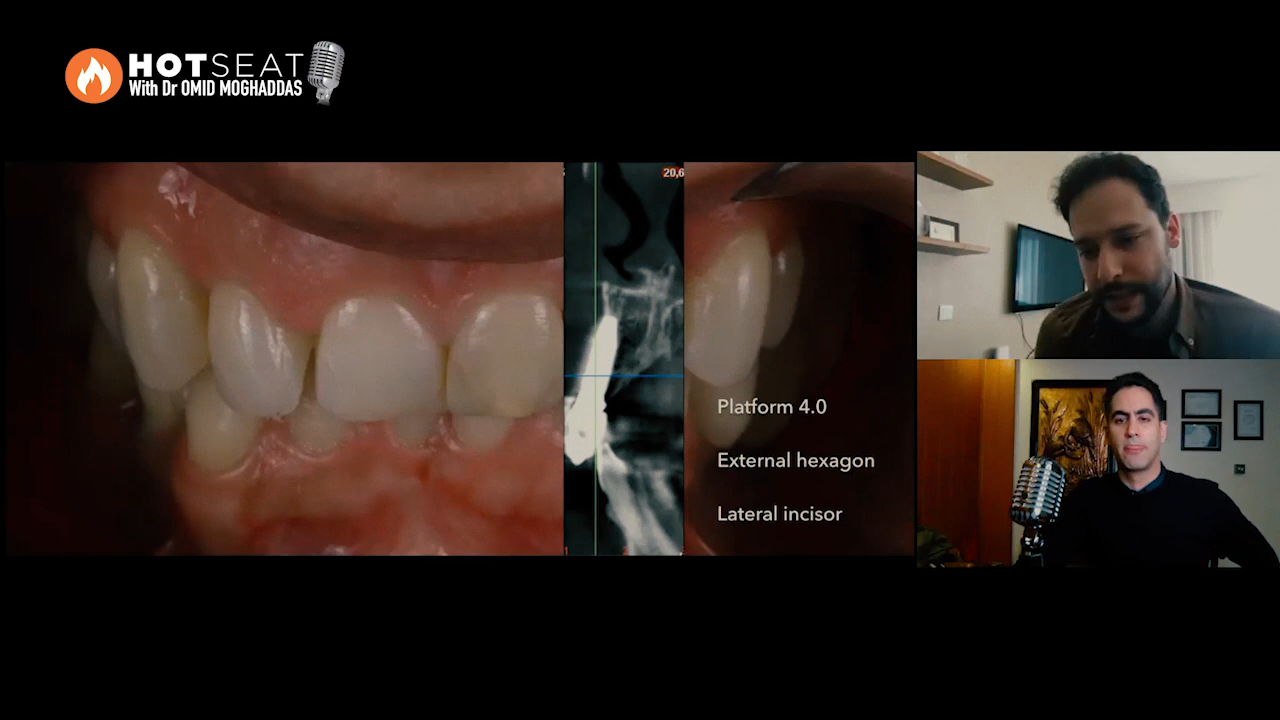 HOTSEAT
With Dr OMID MOGHADDAS
20,6
Platform 4.0
External hexagon
Lateral incisor